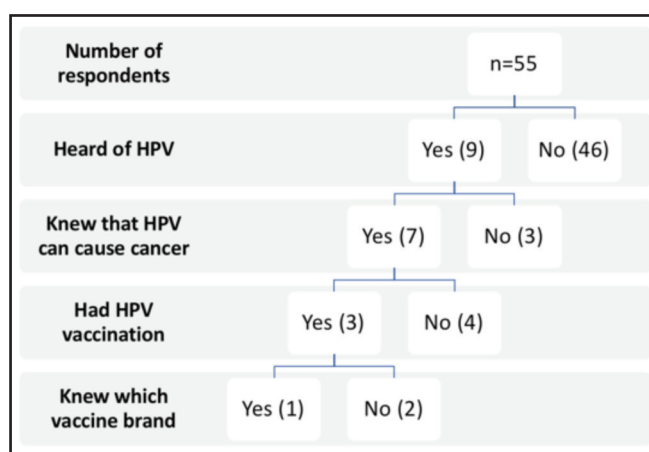 Number of
respondents
n=55
Heard of HPV
Yes (9)
No (46)
Knew that HPV
can cause cancer
Yes (7)
No (3)
Had HPV
vaccination
Yes (3)
No (4)
Knew which
vaccine brand
Yes (1)
No (2)